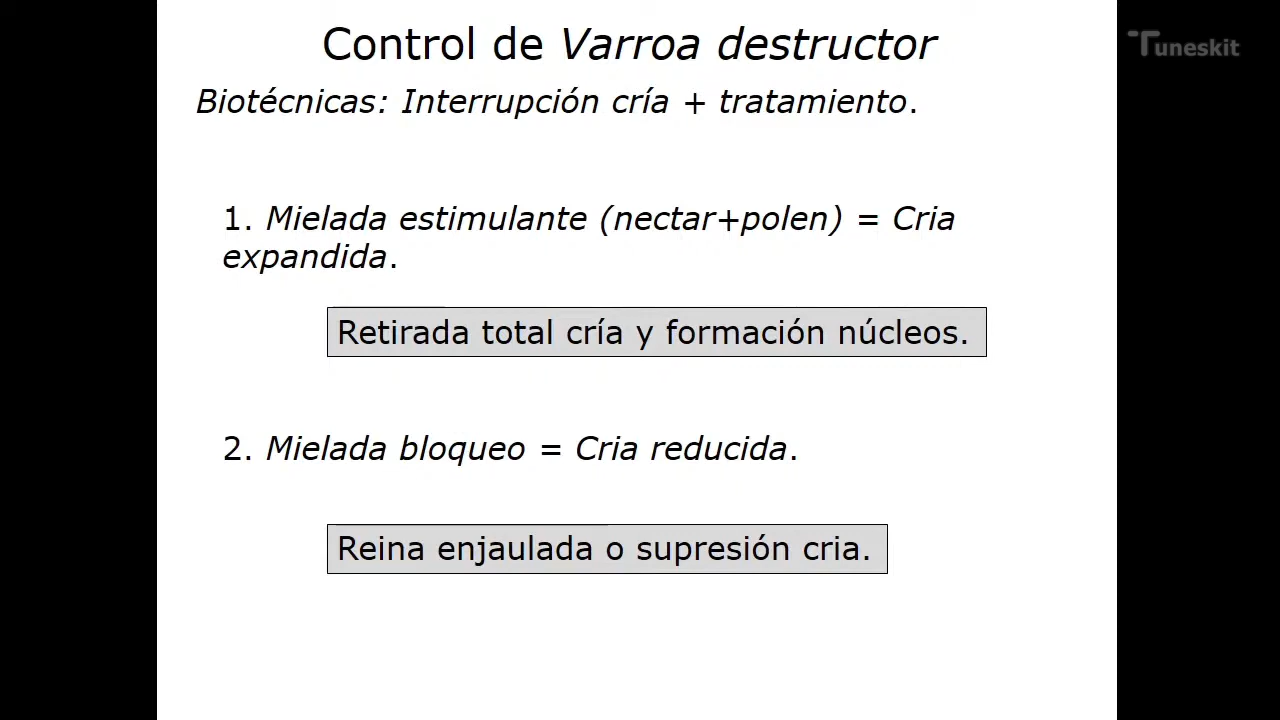 Control de Varroa destructor
Tuneskit
Biotécnicas: Interrupción cría + tratamiento.
1. Mielada estimulante (nectar+polen) = Cria
expandida.
Retirada total cría y formación núcleos.
2. Mielada bloqueo = Cria reducida.
Reina enjaulada o supresión cria.